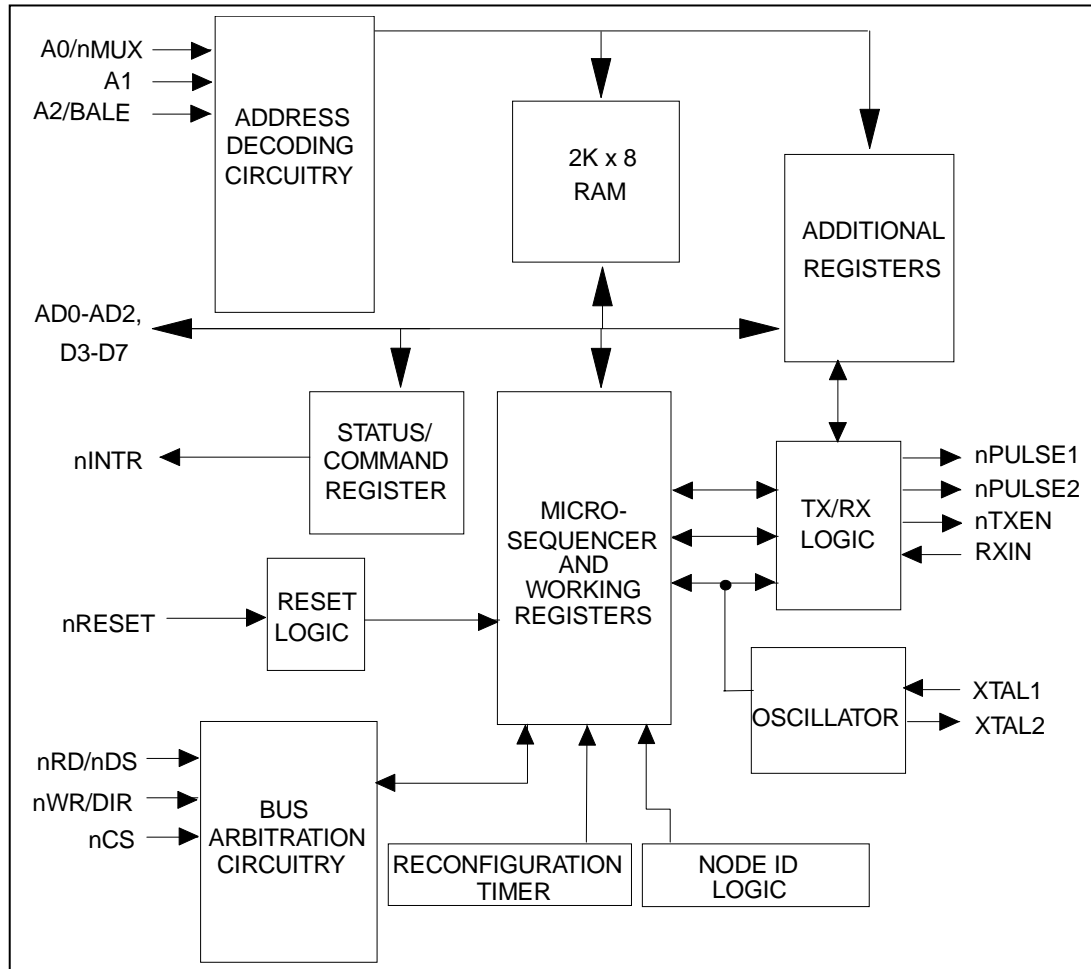 A0/nMUX
A1
A2/BALE
ADDRESS
DECODING
CIRCUITRY
2K x 8
RAM
ADDITIONAL
REGISTERS
AD0-AD2,
D3-D7
nINTR
STATUS/
COMMAND
REGISTER
MICRO-
SEQUENCER
AND
WORKING
REGISTERS
TX/RX
LOGIC
nPULSE1
nPULSE2
nTXEN
RXIN
nRESET
RESET
LOGIC
OSCILLATOR
XTAL1
XTAL2
nRD/nDS
nWR/DIR
nCS
BUS
ARBITRATION
CIRCUITRY
RECONFIGURATION
TIMER
NODE ID
LOGIC